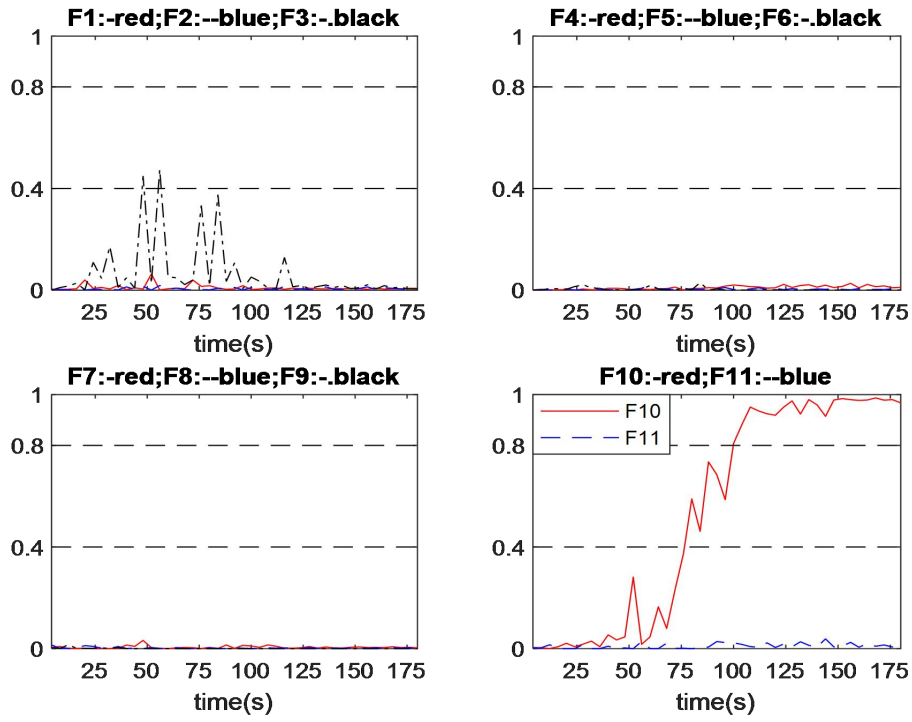 F1:-red;F2:--blue;F3:-.black
1
0.8
0.4
0
25 50 75 100 125 150 175
time(s)
F4:-red;F5:--blue;F6:-.black
1
0.8
0.4
0
25 50 75 100 125 150 175
time(s)
F7:-red;F8:--blue;F9:-.black
1
0.8
0.4
0
25 50 75 100 125 150 175
time(s)
F10:-red;F11:--blue
1
0.8
0.4
0
F10
F11
25 50 75 100 125 150 175
time(s)